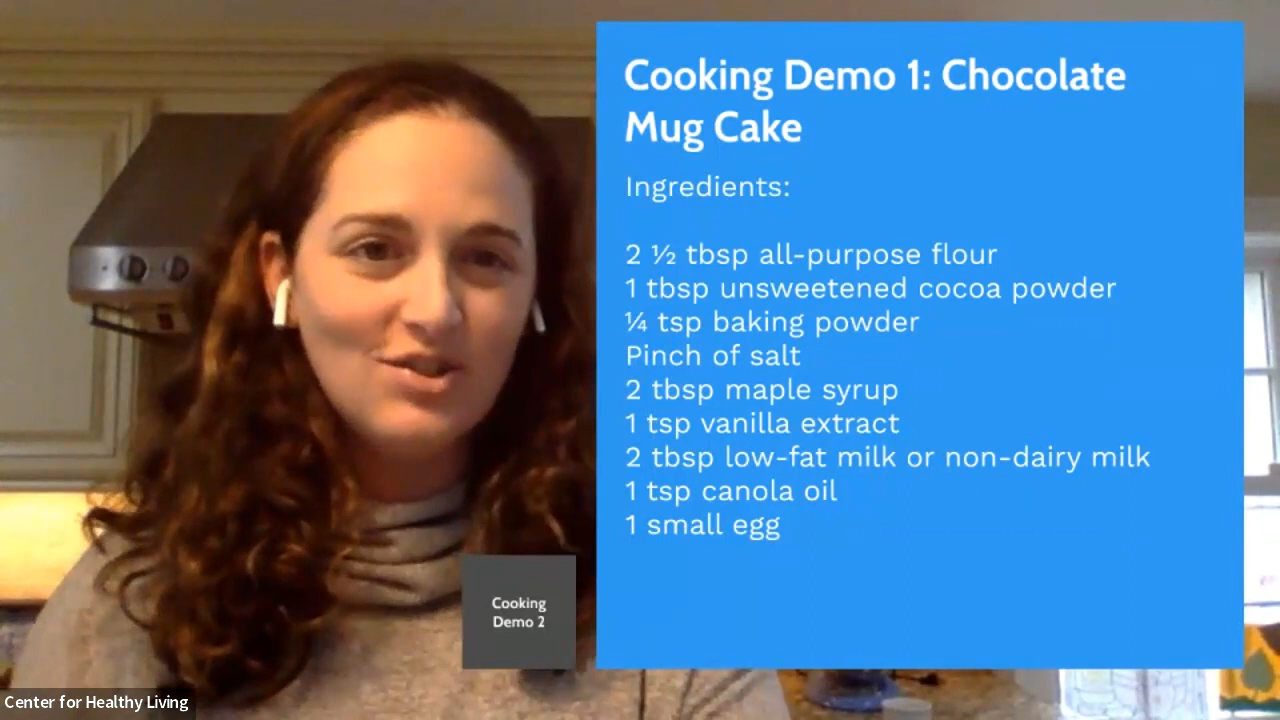 Cooking Demo 1: Chocolate
Mug Cake
Ingredients:
2 ½ tbsp all-purpose flour
1 tbsp unsweetened cocoa powder
¼ tsp baking powder
Pinch of salt
2 tbsp maple syrup
1 tsp vanilla extract
2 tbsp low-fat milk or non-dairy milk
1 tsp canola oil
1 small egg
Cooking
Demo 2
Center for Healthy Living